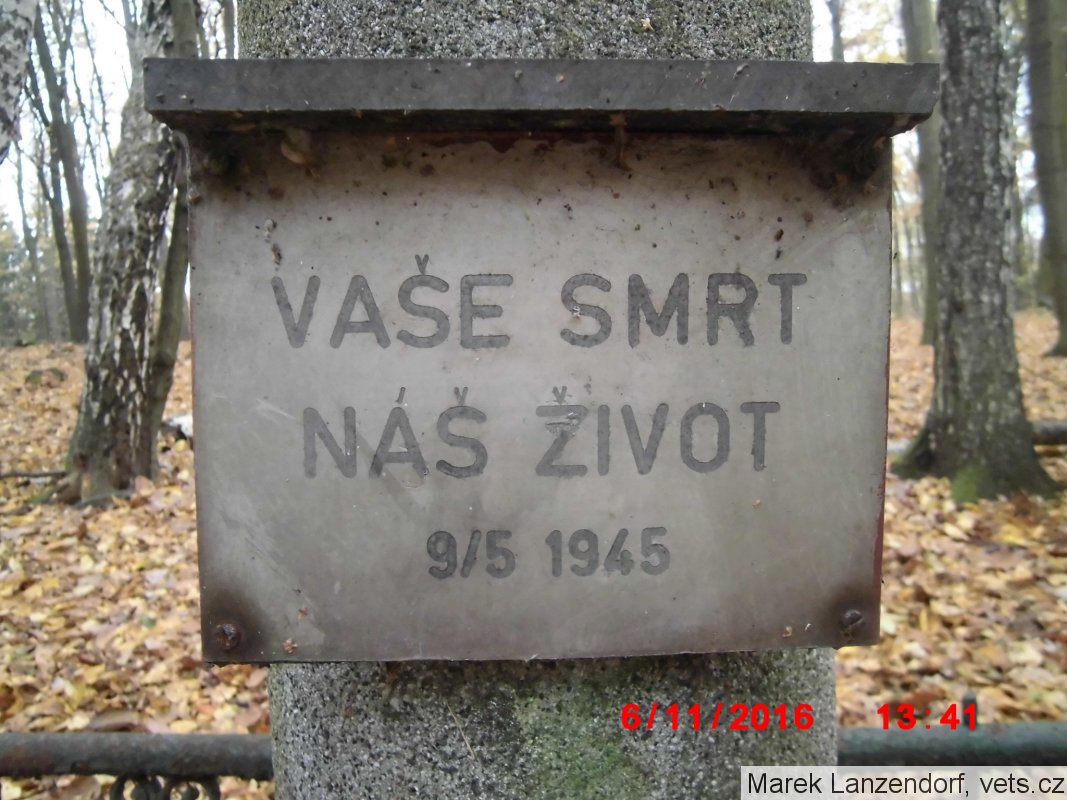 VAŠE SMRT
NÁŠ ŽIVOT
9/5 1945
6/11/2016 13:41
Marek Lanzendorf, vets.cz